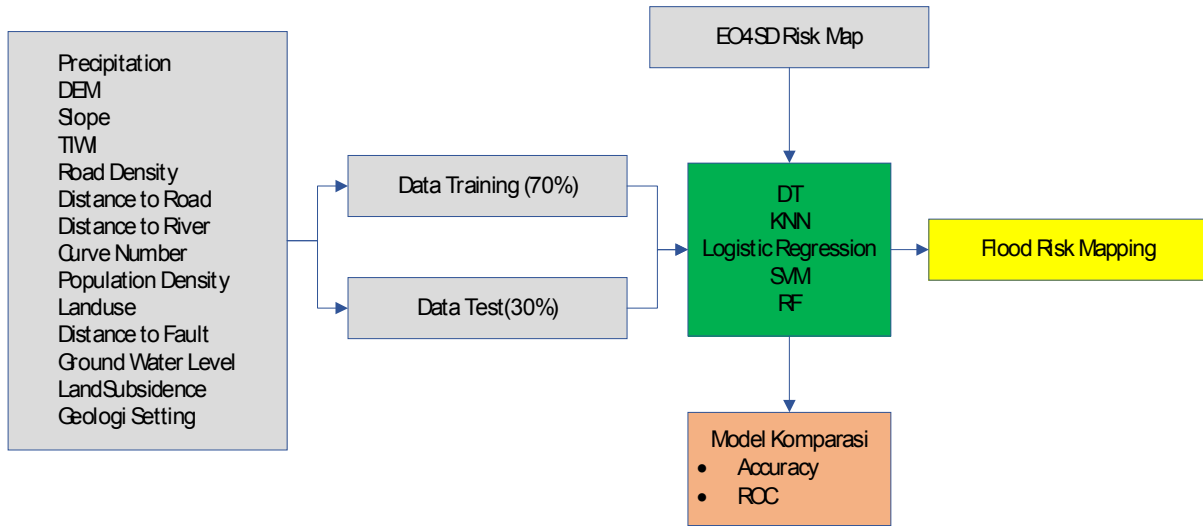 EO4SD Risk Map
Precipitation
DEM
Slope
TIWI
Road Density
Distance to Road
Distance to River
Curve Number
Population Density
Landuse
Distance to Fault
Ground Water Level
LandSubsidence
Geologi Setting
Data Training (70%)
Data Test(30%)
DT
KNN
Logistic Regression
SVM
RF
Flood Risk Mapping
Model Komparasi
• Accuracy
• ROC